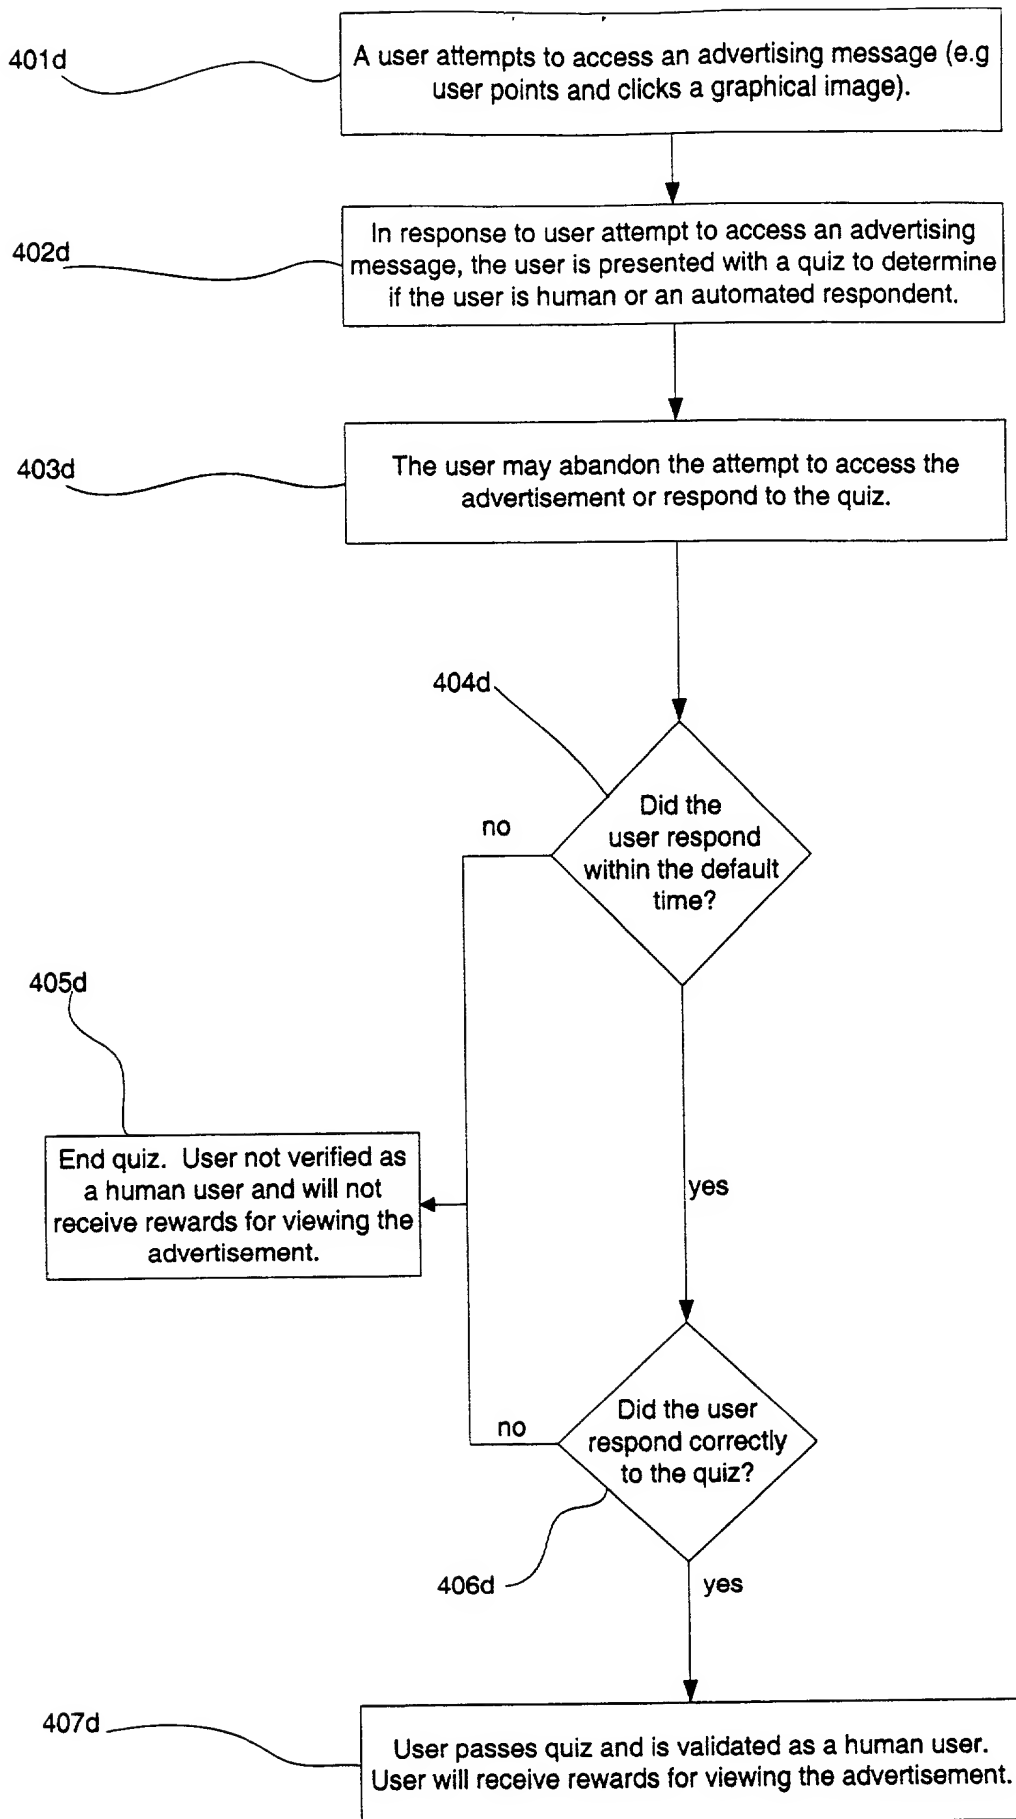 401d
A user attempts to access an advertising message (e.g
user points and clicks a graphical image).
402d
In response to user attempt to access an advertising
message, the user is presented with a quiz to determine
if the user is human or an automated respondent.
403d
The user may abandon the attempt to access the
advertisement or respond to the quiz.
404d
Did the
user respond
within the default
time?
no
yes
405d
End quiz.  User not verified as
a human user and will not
receive rewards for viewing the
advertisement.
Did the user
respond correctly
to the quiz?
no
406d
yes
407d
User passes quiz and is validated as a human user.
User will receive rewards for viewing the advertisement.